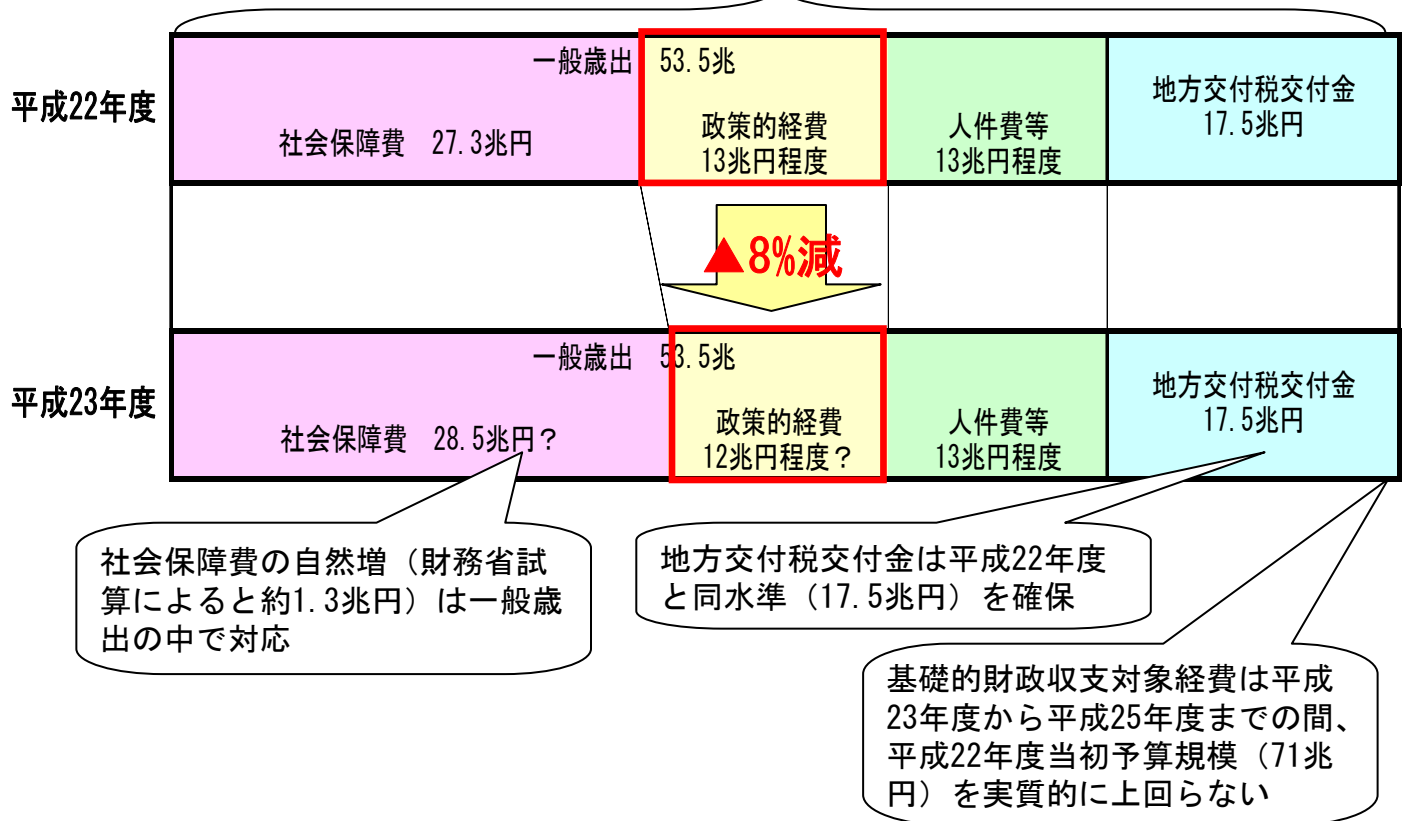 平成22年度
一般歳出 53.5兆
社会保障費 27.3兆円
政策的経費
13兆円程度
人件費等
13兆円程度
地方交付税交付金
17.5兆円
▲8%減
平成23年度
一般歳出 53.5兆
社会保障費 28.5兆円?
政策的経費
12兆円程度?
人件費等
13兆円程度
地方交付税交付金
17.5兆円
社会保障費の自然増(財務省試
算によると約1.3兆円)は一般歳
出の中で対応
地方交付税交付金は平成22年度
と同水準(17.5兆円)を確保
基礎的財政収支対象経費は平成
23年度から平成25年度までの間、
平成22年度当初予算規模(71兆
円)を実質的に上回らない